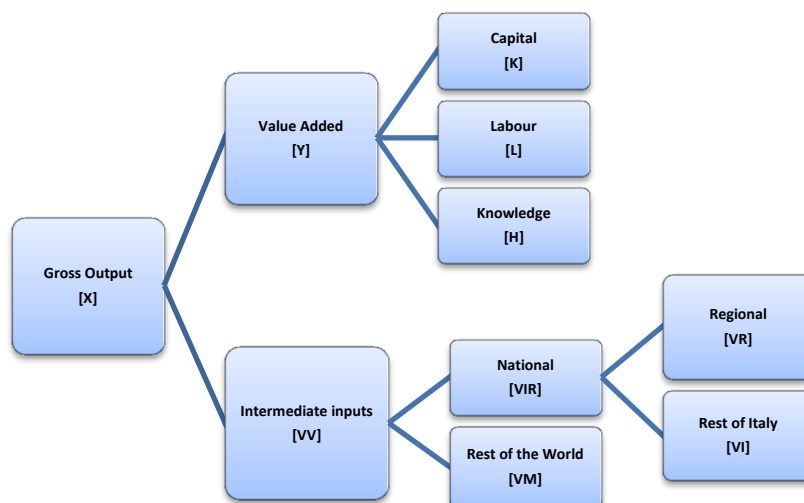 Capital
[K]
Value Added
[Y]
Labour
[L]
Knowledge
[H]
Gross Output
[X]
Regional
[VR]
National
[VIR]
Intermediate inputs
[VV]
Rest of Italy
[VI]
Rest of the World
[VM]